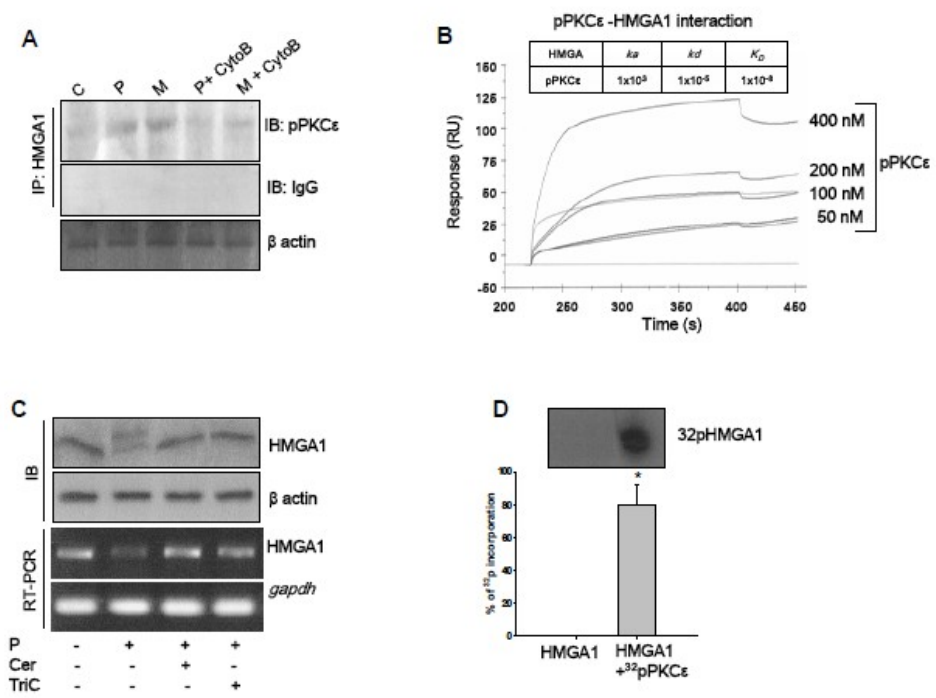 A
C P M P+ CytoB M + CytoB
IP: HMGA1
IB: pPKCε
IB: IgG
β actin
B
pPKCε -HMGA1 interaction
HMGA ka kd KD
pPKCε 1x10³ 1x10⁻⁵ 1x10⁻⁸
Response (RU)
150
125
100
75
50
25
0
-50
200 250 300 350 400 450
Time (s)
400 nM
200 nM
100 nM
50 nM
pPKCε
C
IB
HMGA1
β actin
RT-PCR
HMGA1
gapdh
P - + + +
Cer +
TriC +
D
32pHMGA1
% of ³²p incorporation
100
80
60
40
20
0
*
HMGA1 HMGA1
+³²pPKCε